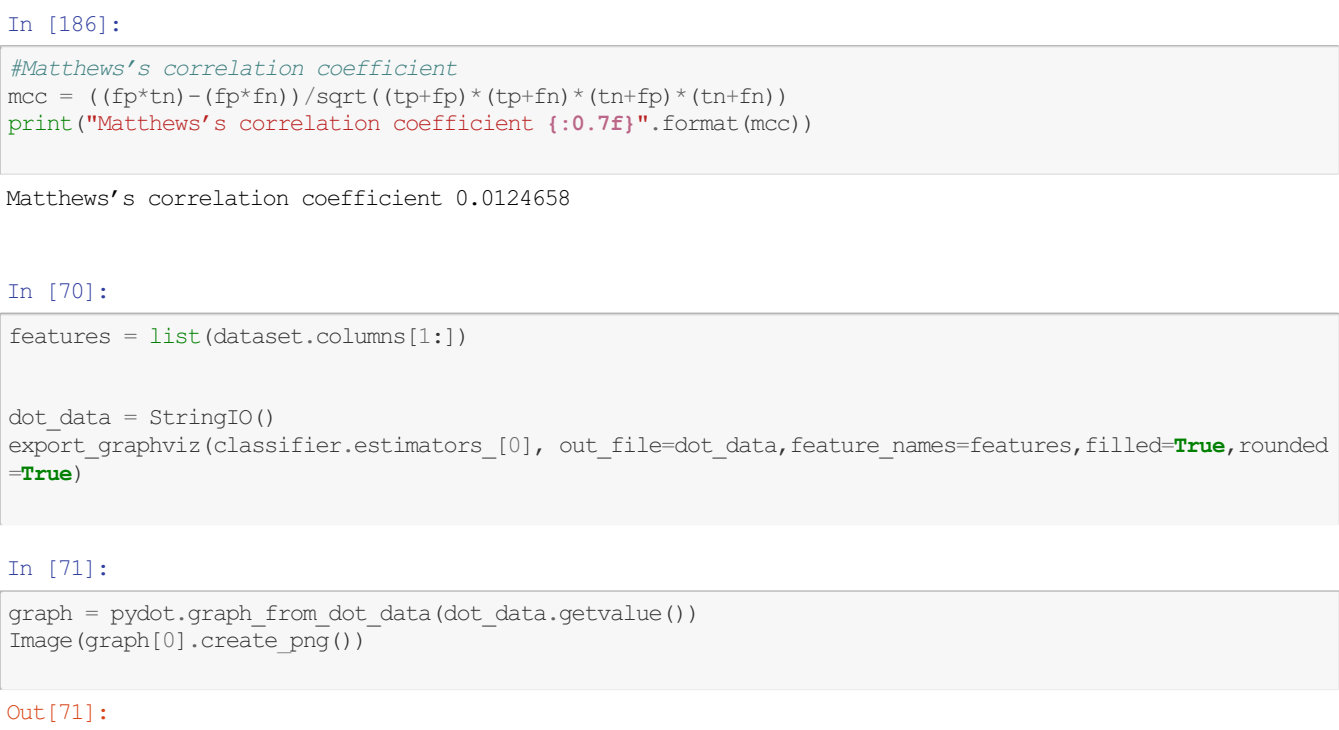 In [186]:
#Matthews’s correlation coefficient
mcc = ((fp*tn)-(fp*fn))/sqrt((tp+fp)*(tp+fn)*(tn+fp)*(tn+fn))
print("Matthews’s correlation coefficient {:0.7f}".format(mcc))
Matthews’s correlation coefficient 0.0124658
In [70]:
features = list(dataset.columns[1:])
dot_data = StringIO()
export_graphviz(classifier.estimators_[0], out_file=dot_data,feature_names=features,filled=True,rounded
=True)
In [71]:
graph = pydot.graph_from_dot_data(dot_data.getvalue())
Image(graph[0].create_png())
Out[71]: